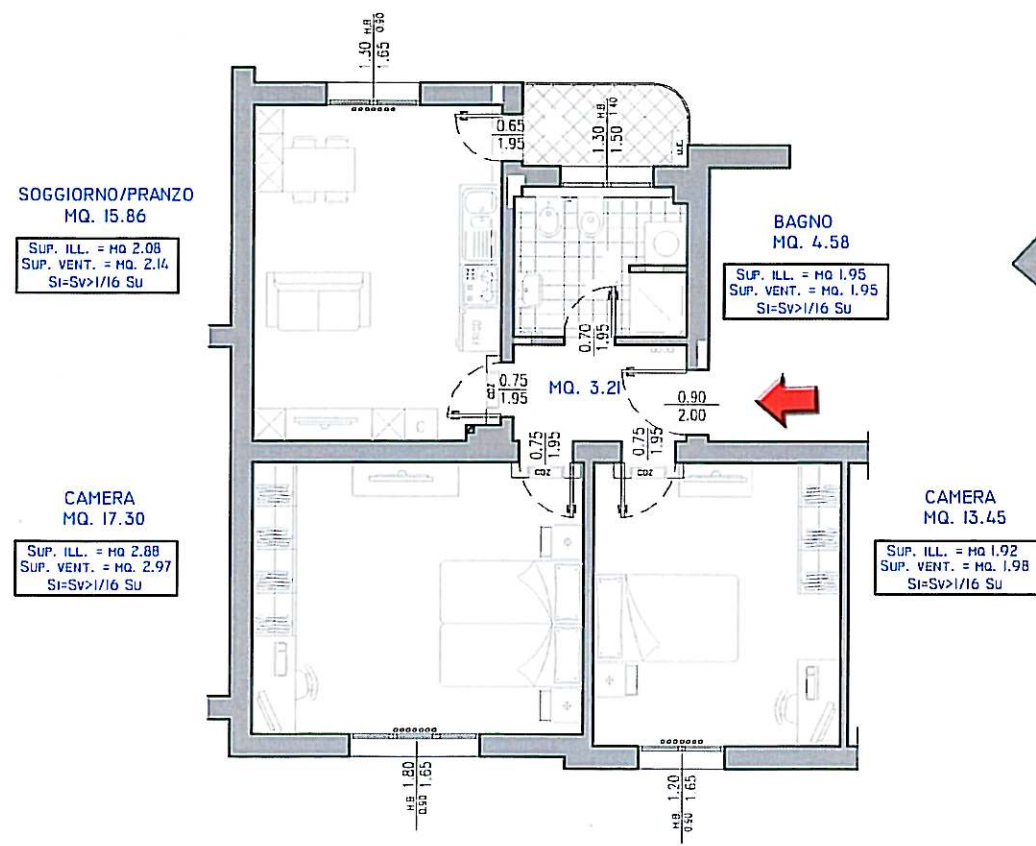 1.30 H.B 0.90
1.65
0.65
1.95
1.30 H.B 1.40
1.50
U.E.
SOGGIORNO/PRANZO
MQ. 15.86
SUP. ILL. = MQ 2.08
SUP. VENT. = MQ. 2.14
SI=SV>1/16 SU
BAGNO
MQ. 4.58
SUP. ILL. = MQ 1.95
SUP. VENT. = MQ. 1.95
SI=SV>1/16 SU
FRIGO
0.70
1.95
0.75
1.95
CDZ
MQ. 3.21
0.90
2.00
C
0.75
1.95
0.75
1.95
CDZ
CDZ
CAMERA
MQ. 17.30
SUP. ILL. = MQ 2.88
SUP. VENT. = MQ. 2.97
SI=SV>1/16 SU
CAMERA
MQ. 13.45
SUP. ILL. = MQ 1.92
SUP. VENT. = MQ. 1.98
SI=SV>1/16 SU
H.B 1.80
0.90 1.65
H.B 1.20
0.90 1.65